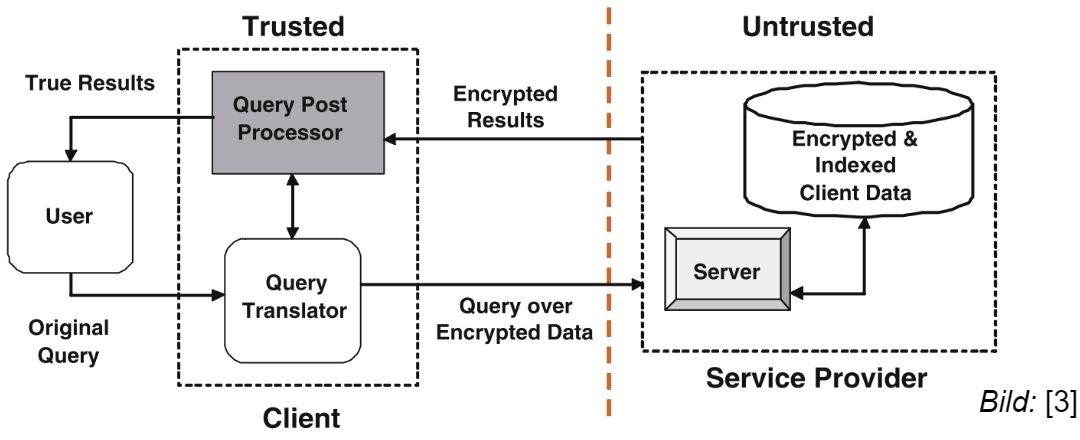 Trusted
Untrusted
True Results
Query Post
Processor
Encrypted
Results
Encrypted &
Indexed
Client Data
User
Server
Query
Translator
Original
Query
Query over
Encrypted Data
Service Provider
Client
Bild: [3]